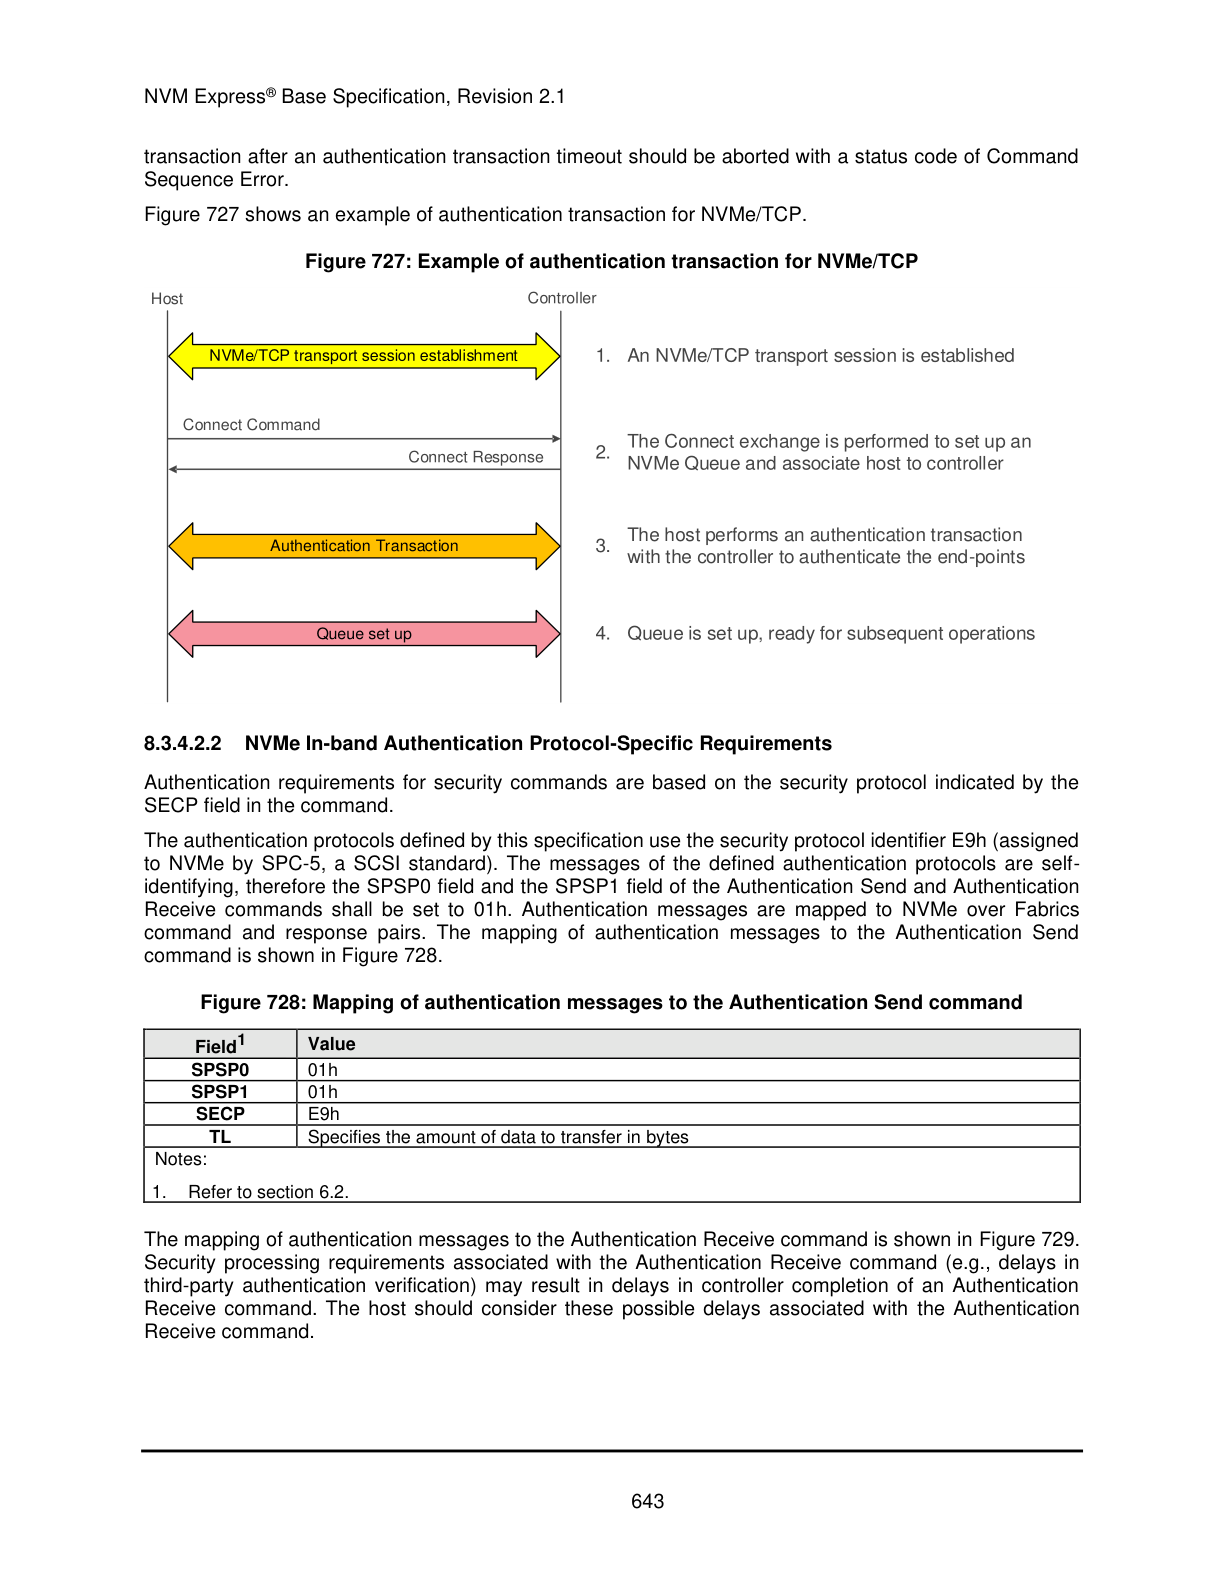 NVM Express® Base Specification, Revision 2.1
transaction after an authentication transaction timeout should be aborted with a status code of Command
Sequence Error.
Figure 727 shows an example of authentication transaction for NVMe/TCP.
Figure 727: Example of authentication transaction for NVMe/TCP
Host
Controller
NVMe/TCP transport session establishment
1. An NVMe/TCP transport session is established
Connect Command
Connect Response
2. The Connect exchange is performed to set up an
NVMe Queue and associate host to controller
Authentication Transaction
3. The host performs an authentication transaction
with the controller to authenticate the end-points
Queue set up
4. Queue is set up, ready for subsequent operations
8.3.4.2.2 NVMe In-band Authentication Protocol-Specific Requirements
Authentication requirements for security commands are based on the security protocol indicated by the
SECP field in the command.
The authentication protocols defined by this specification use the security protocol identifier E9h (assigned
to NVMe by SPC-5, a SCSI standard). The messages of the defined authentication protocols are self-
identifying, therefore the SPSP0 field and the SPSP1 field of the Authentication Send and Authentication
Receive commands shall be set to 01h. Authentication messages are mapped to NVMe over Fabrics
command and response pairs. The mapping of authentication messages to the Authentication Send
command is shown in Figure 728.
Figure 728: Mapping of authentication messages to the Authentication Send command
Field1 Value
SPSP0 01h
SPSP1 01h
SECP E9h
TL Specifies the amount of data to transfer in bytes
Notes:
1. Refer to section 6.2.
The mapping of authentication messages to the Authentication Receive command is shown in Figure 729.
Security processing requirements associated with the Authentication Receive command (e.g., delays in
third-party authentication verification) may result in delays in controller completion of an Authentication
Receive command. The host should consider these possible delays associated with the Authentication
Receive command.
643